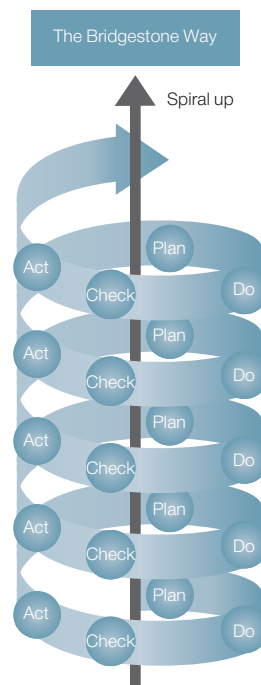 The Bridgestone Way
Spiral up
Plan
Act
Do
Check
Plan
Act
Do
Check
Plan
Act
Do
Check
Plan
Act
Do
Check
Plan
Act
Do
Check